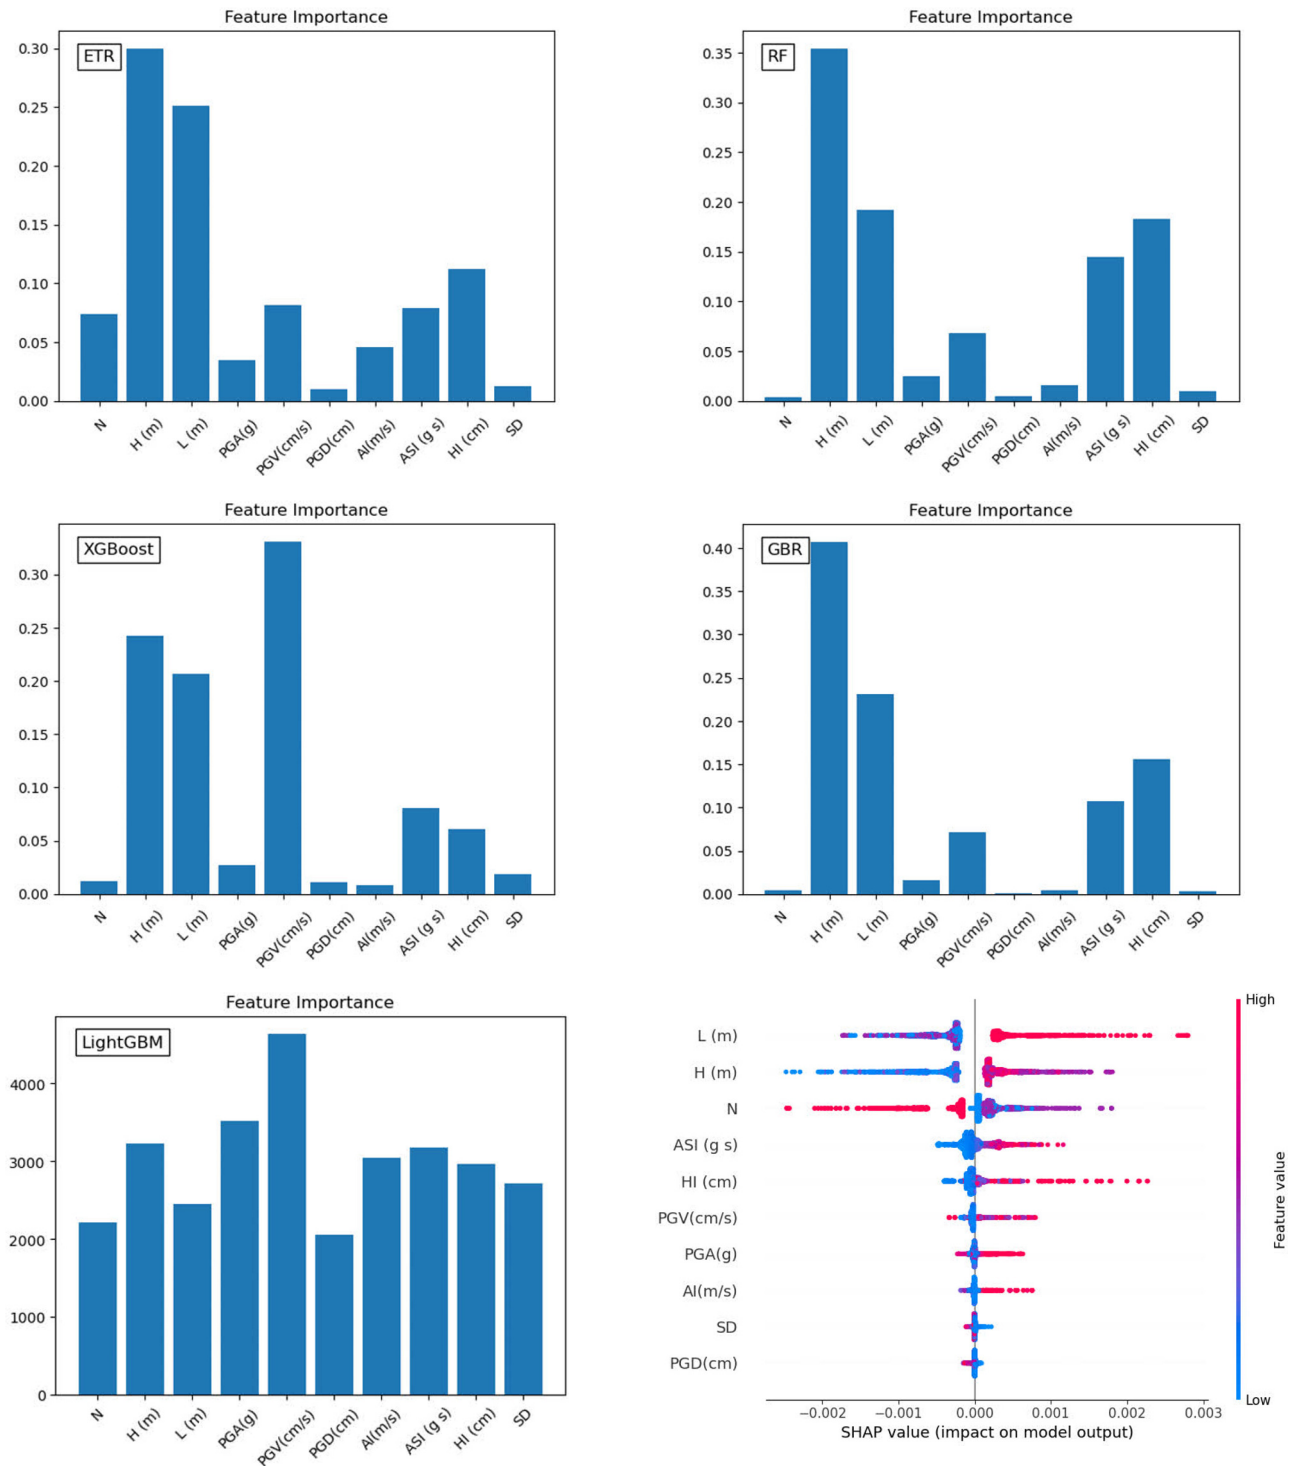 Feature Importance
ETR
0.30
0.25
0.20
0.15
0.10
0.05
0.00
N
H (m)
L (m)
PGA(g)
PGV(cm/s)
PGD(cm)
AI(m/s)
ASI (g s)
HI (cm)
SD
Feature Importance
RF
0.35
0.30
0.25
0.20
0.15
0.10
0.05
0.00
N
H (m)
L (m)
PGA(g)
PGV(cm/s)
PGD(cm)
AI(m/s)
ASI (g s)
HI (cm)
SD
Feature Importance
XGBoost
0.30
0.25
0.20
0.15
0.10
0.05
0.00
N
H (m)
L (m)
PGA(g)
PGV(cm/s)
PGD(cm)
AI(m/s)
ASI (g s)
HI (cm)
SD
Feature Importance
GBR
0.40
0.35
0.30
0.25
0.20
0.15
0.10
0.05
0.00
N
H (m)
L (m)
PGA(g)
PGV(cm/s)
PGD(cm)
AI(m/s)
ASI (g s)
HI (cm)
SD
Feature Importance
LightGBM
4000
3000
2000
1000
0
N
H (m)
L (m)
PGA(g)
PGV(cm/s)
PGD(cm)
AI(m/s)
ASI (g s)
HI (cm)
SD
L (m)
H (m)
N
ASI (g s)
HI (cm)
PGV(cm/s)
PGA(g)
AI(m/s)
SD
PGD(cm)
−0.002
−0.001
0.000
0.001
0.002
0.003
SHAP value (impact on model output)
High
Feature value
Low